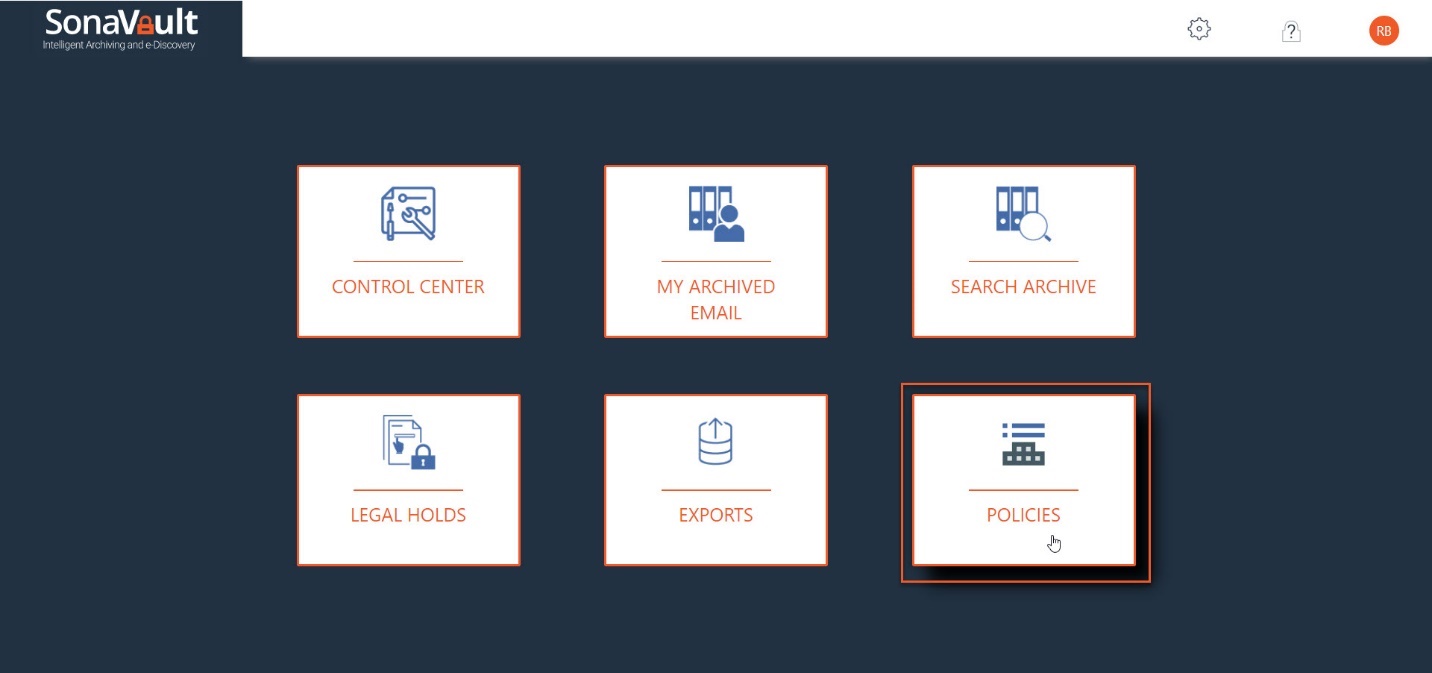 SonaVault
Intelligent Archiving and e-Discovery
?
RB
CONTROL CENTER
MY ARCHIVED
EMAIL
SEARCH ARCHIVE
LEGAL HOLDS
EXPORTS
POLICIES